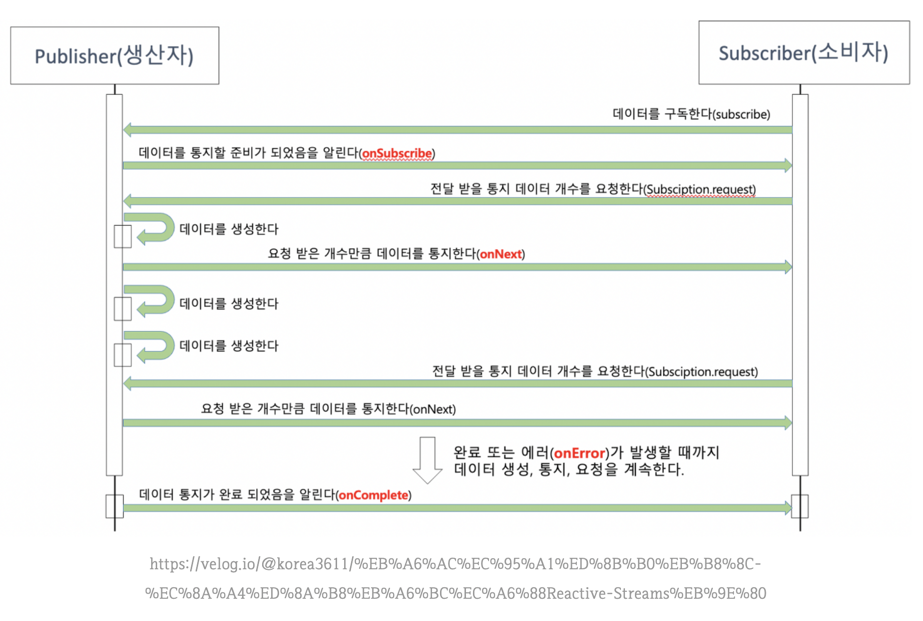 Publisher(생산자)
Subscriber(소비자)
데이터를 구독한다(subscribe)
데이터를 통지할 준비가 되었음을 알린다(onSubscribe)
전달 받을 통지 데이터 개수를 요청한다(Subsciption.request)
데이터를 생성한다
요청 받은 개수만큼 데이터를 통지한다(onNext)
데이터를 생성한다
데이터를 생성한다
전달 받을 통지 데이터 개수를 요청한다(Subsciption.request)
요청 받은 개수만큼 데이터를 통지한다(onNext)
완료 또는 에러(onError)가 발생할 때까지
데이터 생성, 통지, 요청을 계속한다.
데이터 통지가 완료 되었음을 알린다(onComplete)
https://velog.io/@korea3611/%EB%A6%AC%EC%95%A1%ED%8B%B0%EB%B8%8C-
%EC%8A%A4%ED%8A%B8%EB%A6%BC%EC%A6%88Reactive-Streams%EB%9E%80